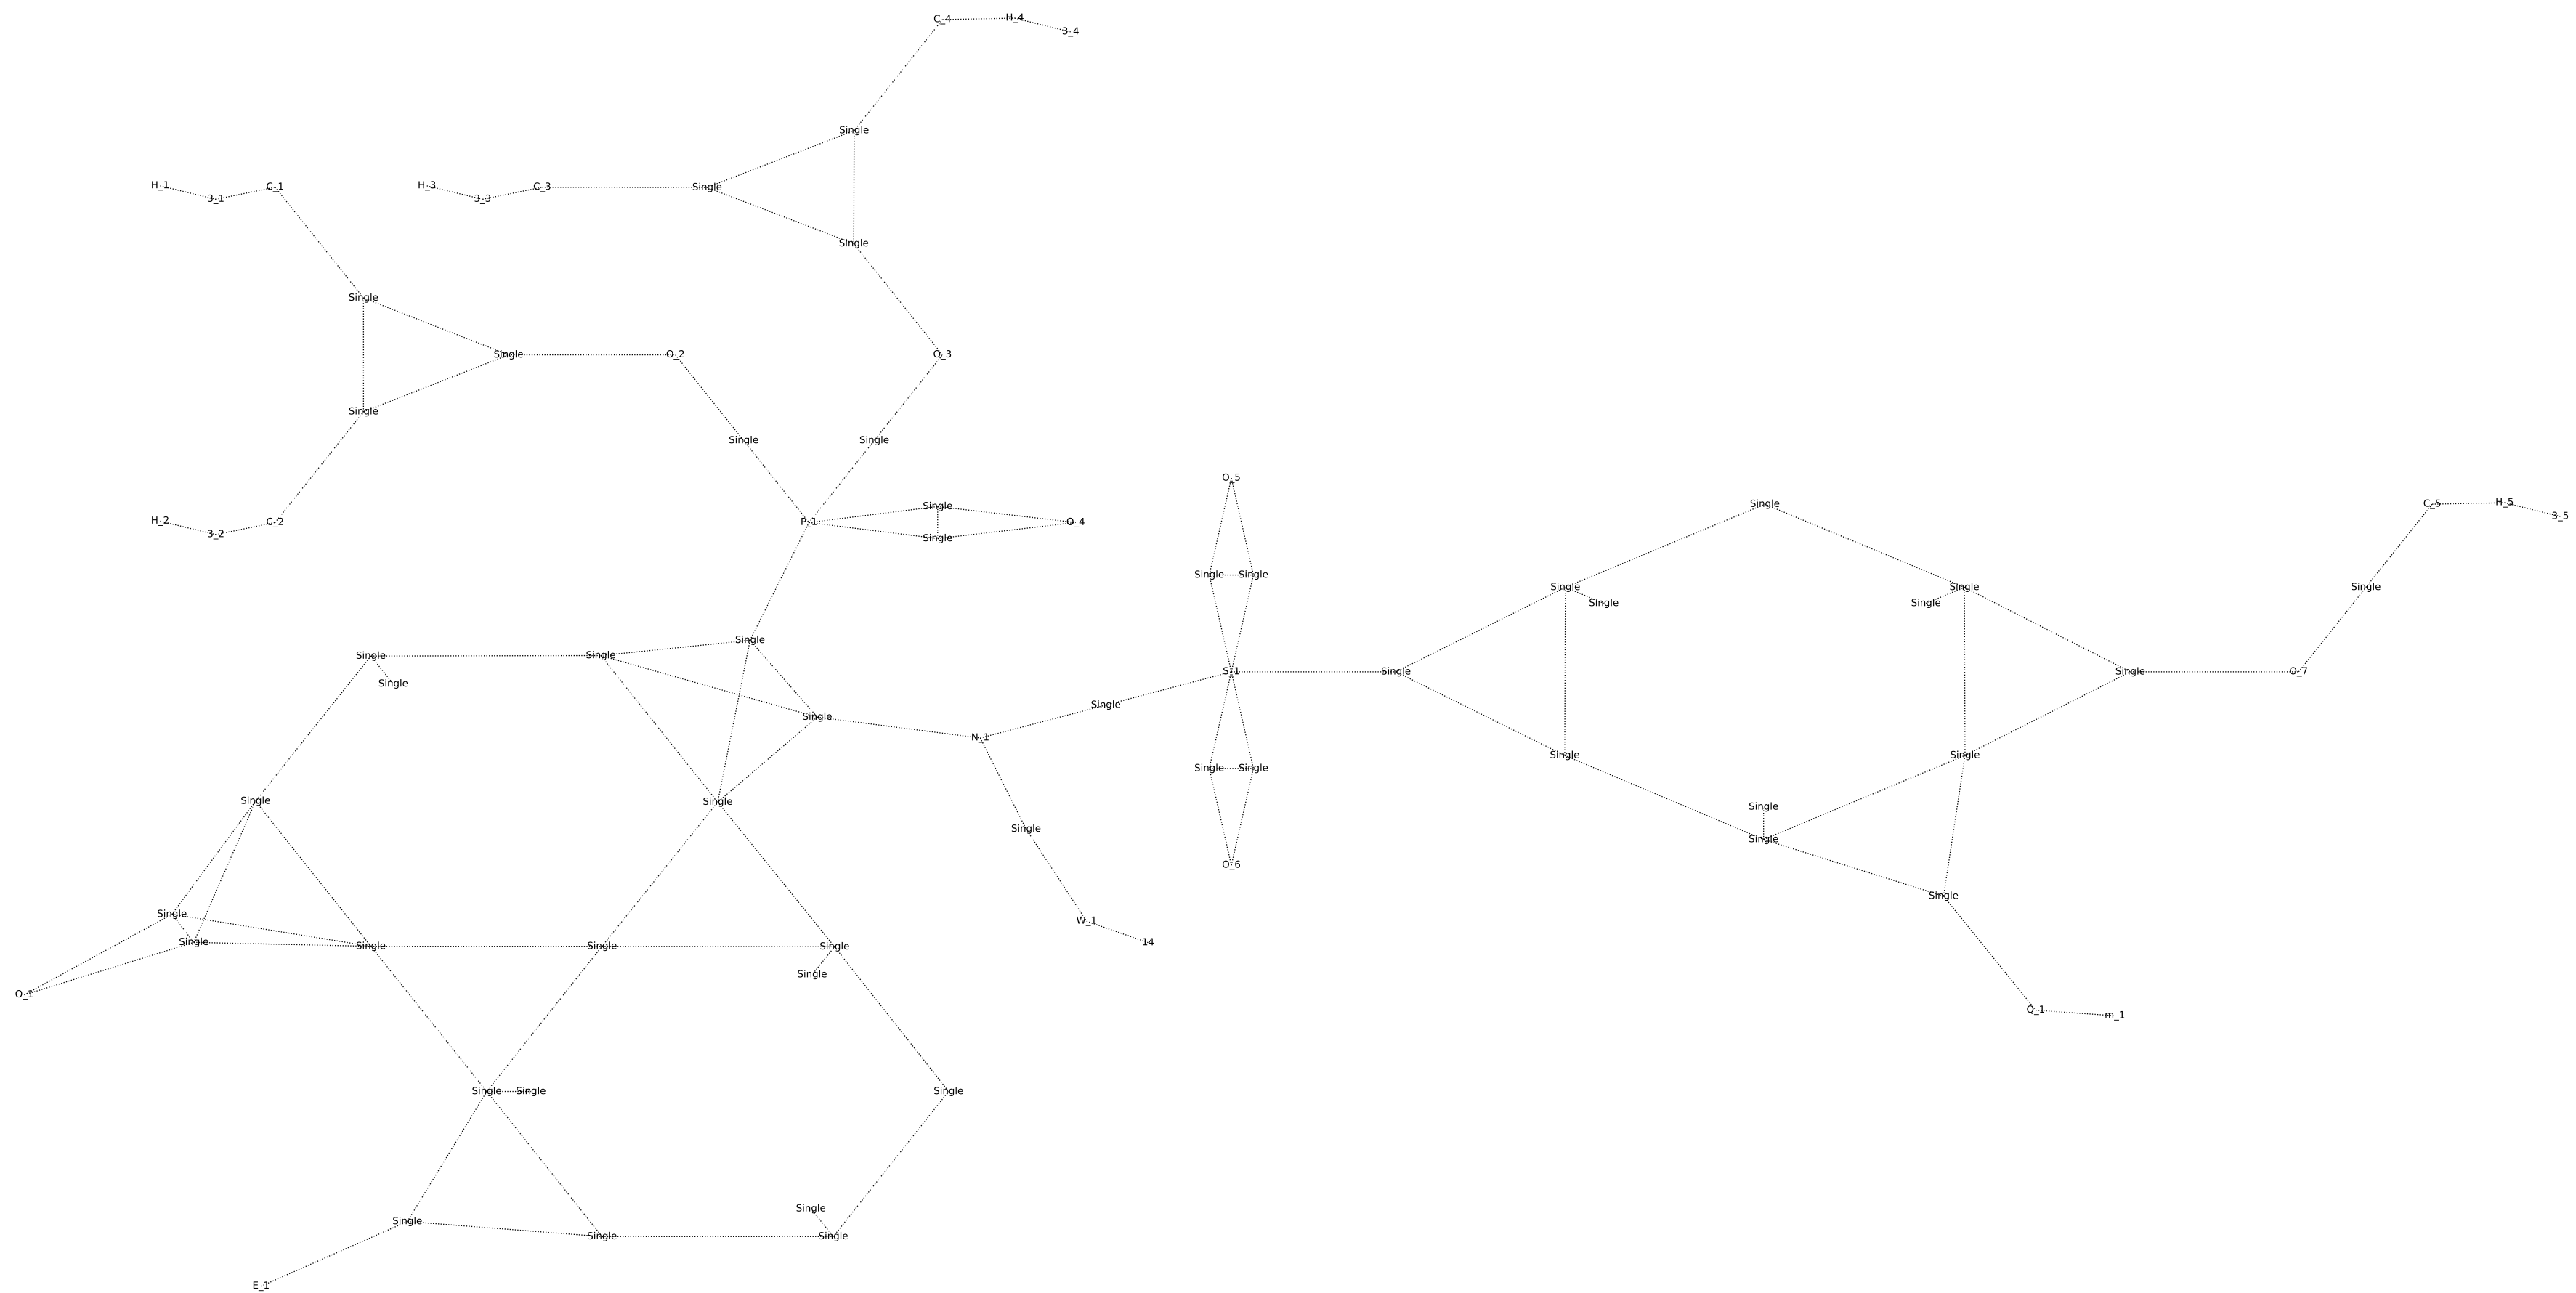 C_4 H_4
3_4
Single
H_1 C_1 H_3 C_3 Single
3_1 3_3
Single
Single
Single O_2 O_3
Single
Single Single
O_5
C_5 H_5
Single
Single 3_5
H_2 C_2 P_1 O_4
3_2 Single
Single Single
Single Single Single
Single Single Single
Single
Single Single
S_1 Single Single O_7
Single
Single
Single Single
N_1
Single Single
Single Single
Single Single Single
Single
Single
O_6
Single
Single W_1
Single 14
Single Single Single
Single
O_1
Q_1 m_1
Single Single Single
Single
Single
Single Single
E_1